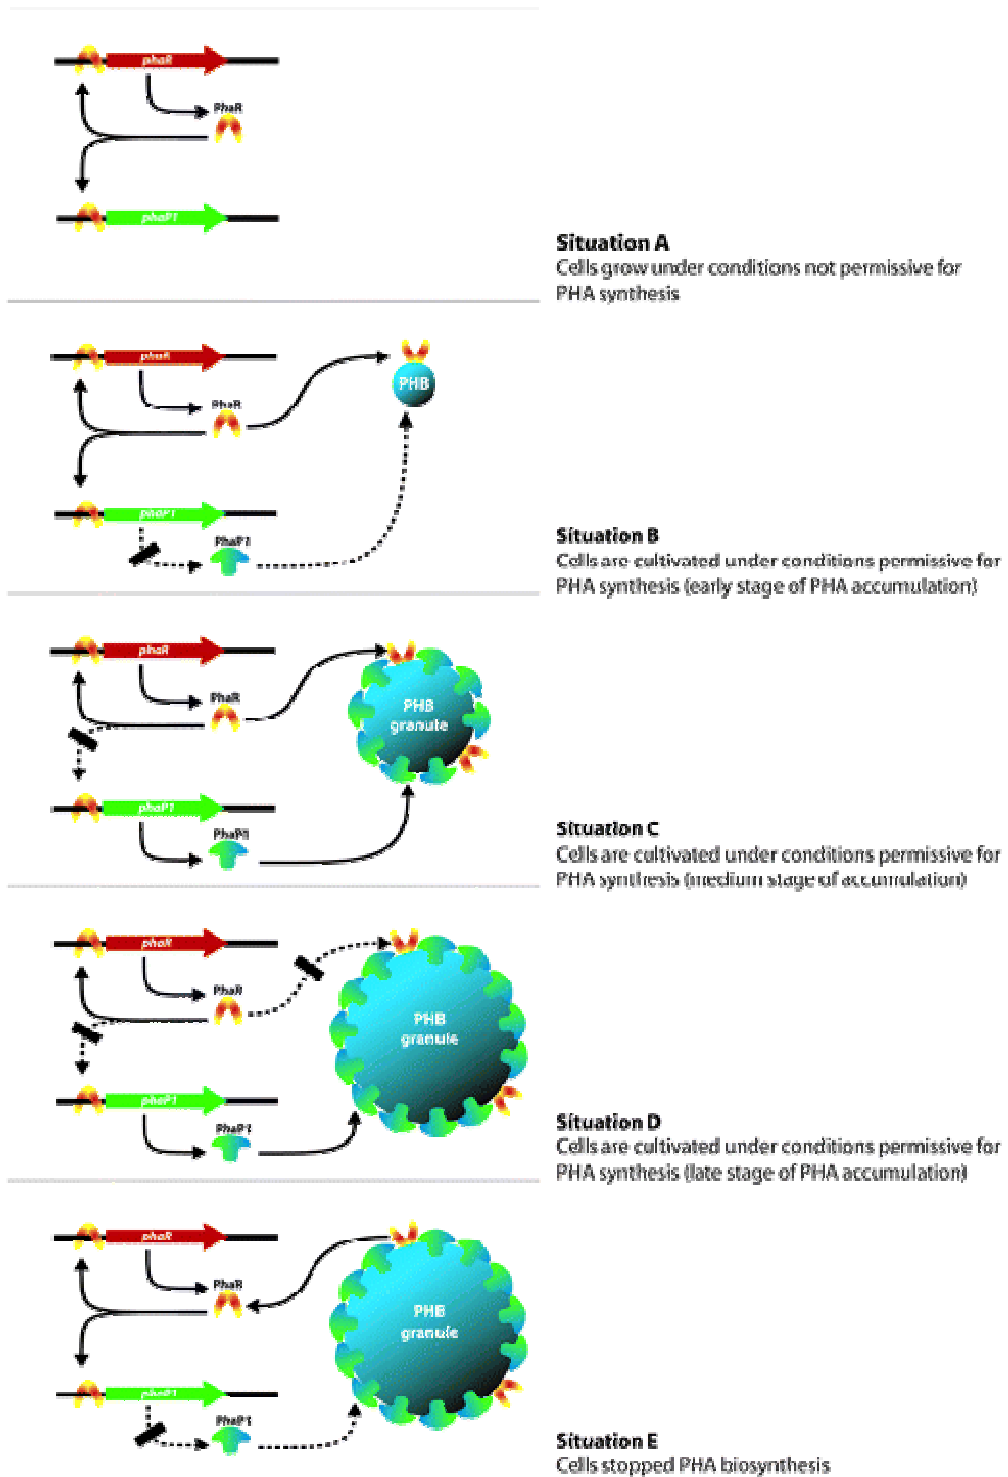 phaR
PhaR
phaP1
Situation A
Cells grow under conditions not permissive for
PHA synthesis
phaR
PHB
PhaR
phaP1
PhaP1
Situation B
Cells are cultivated under conditions permissive for
PHA synthesis (early stage of PHA accumulation)
phaR
PhaR
PHB
granule
phaP1
PhaP1
Situation C
Cells are cultivated under conditions permissive for
PHA synthesis (medium stage of accumulation)
phaR
PhaR
PHB
granule
phaP1
PhaP1
Situation D
Cells are cultivated under conditions permissive for
PHA synthesis (late stage of PHA accumulation)
phaR
PhaR
PHB
granule
phaP1
PhaP1
Situation E
Cells stopped PHA biosynthesis